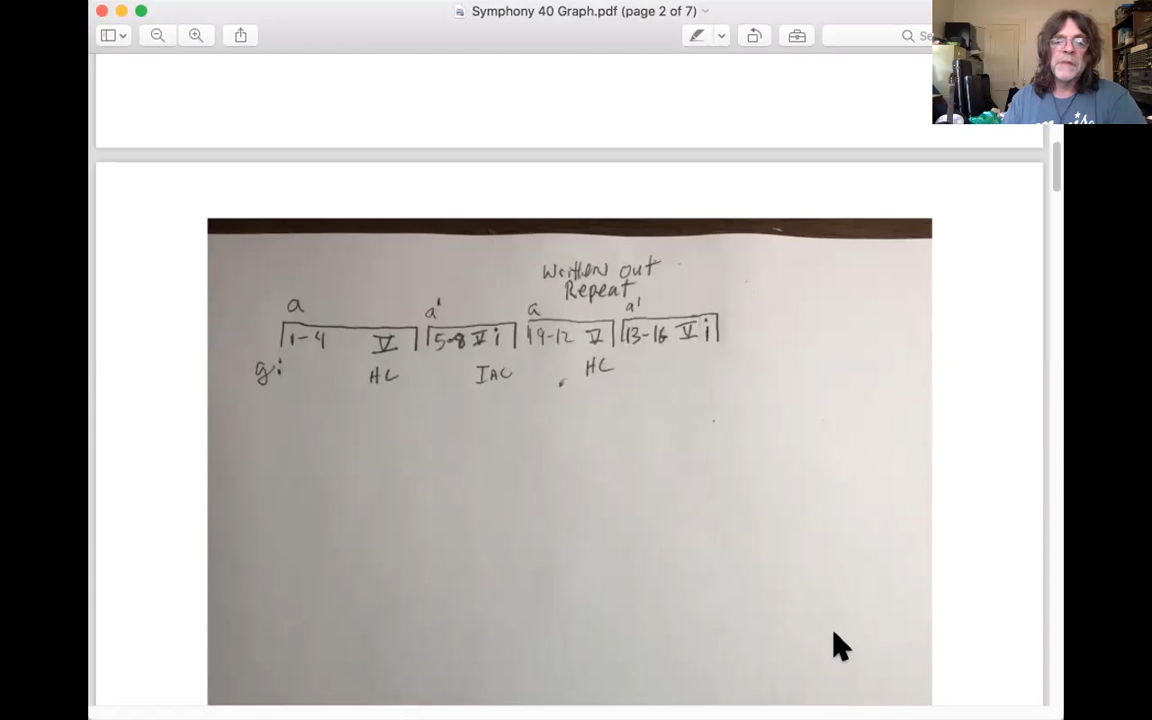 Symphony 40 Graph.pdf (page 2 of 7)
Se
Written Out
Repeat
a a' a a'
1-4 V 5-8 V i 9-12 V 13-16 V i
g: HC IAC HC